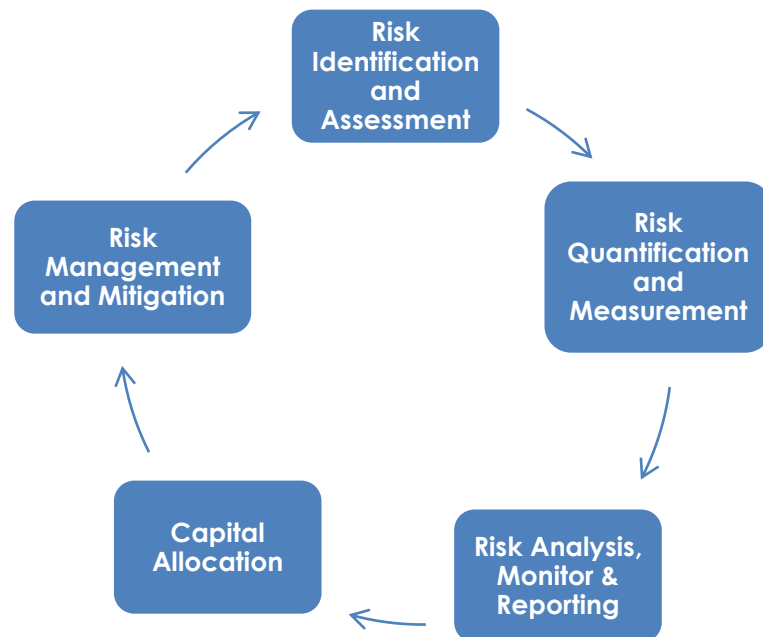 Risk
Identification
and
Assessment
Risk
Quantification
and
Measurement
Risk Analysis,
Monitor &
Reporting
Capital
Allocation
Risk
Management
and Mitigation